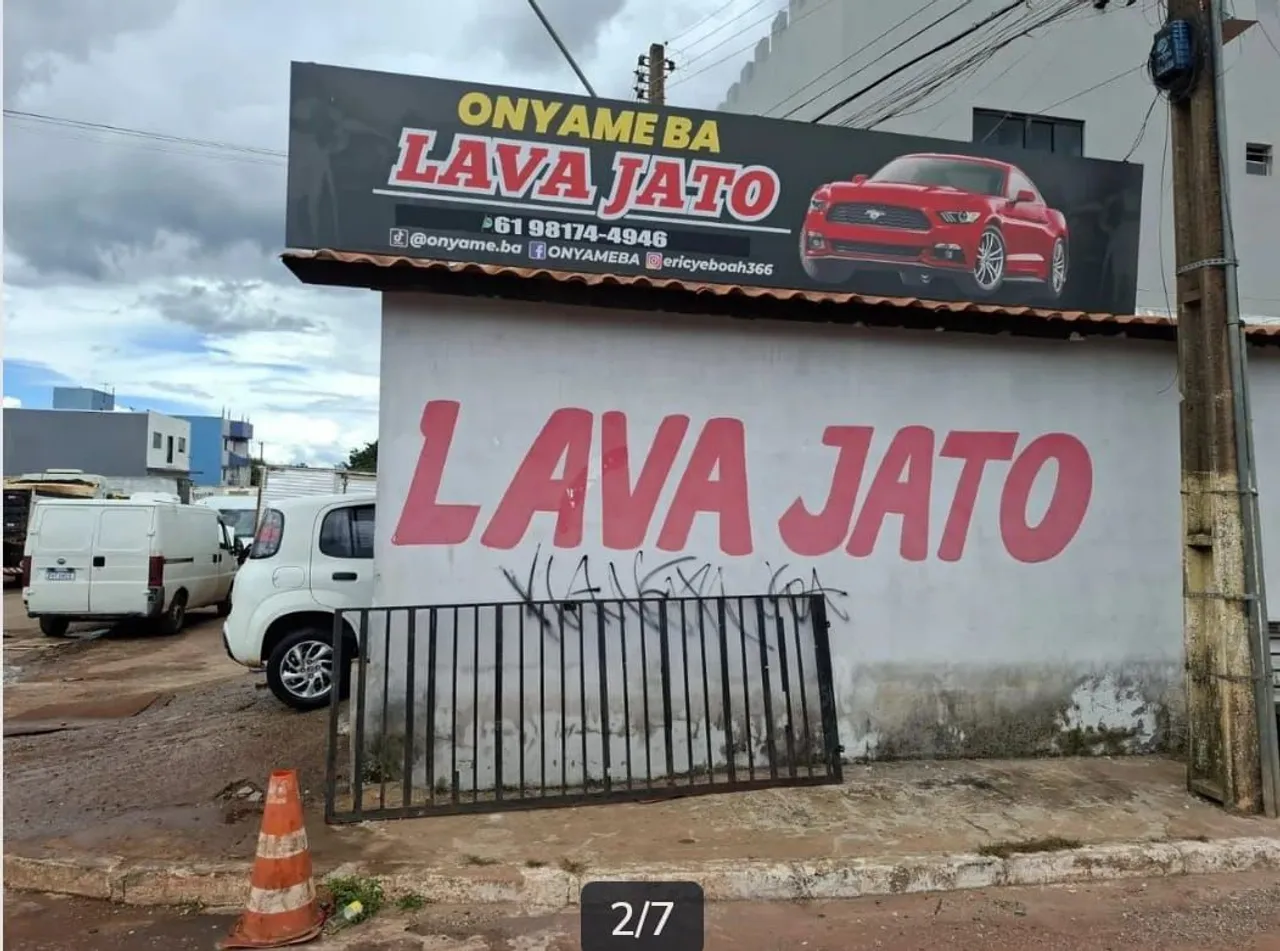 ONYAME BA
LAVA JATO
61 98174-4946
@onyame.ba ONYAMEBA ericyeboah366
LAVA JATO
2/7